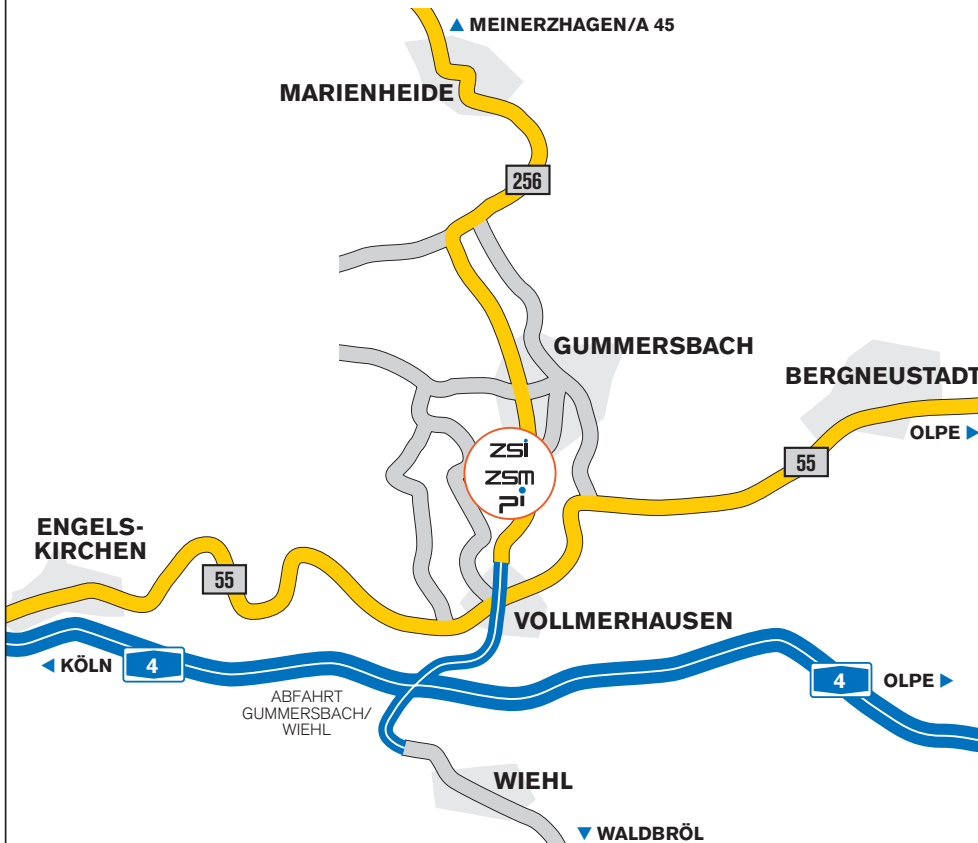 ▲ MEINERZHAGEN/A 45
MARIENHEIDE
256
GUMMERSBACH
BERGNEUSTADT
OLPE ▶
55
zsi
zsm
pi
ENGELS-
KIRCHEN
55
VOLLMERHAUSEN
◀ KÖLN
4
4
OLPE ▶
ABFAHRT
GUMMERSBACH/
WIEHL
WIEHL
▼ WALDBRÖL